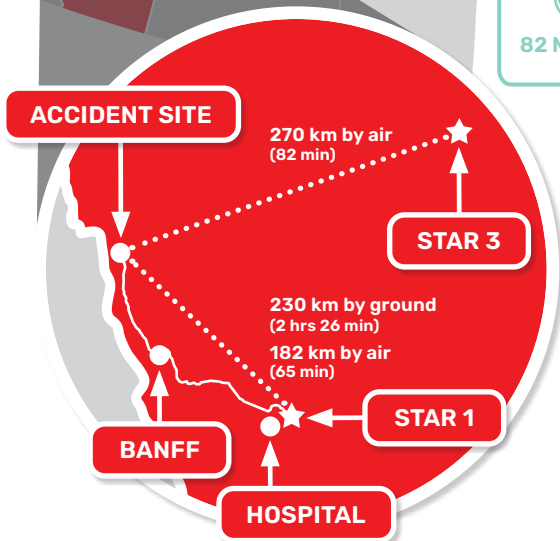 82
ACCIDENT SITE
270 km by air
(82 min)
STAR 3
230 km by ground
(2 hrs 26 min)
182 km by air
(65 min)
STAR 1
BANFF
HOSPITAL